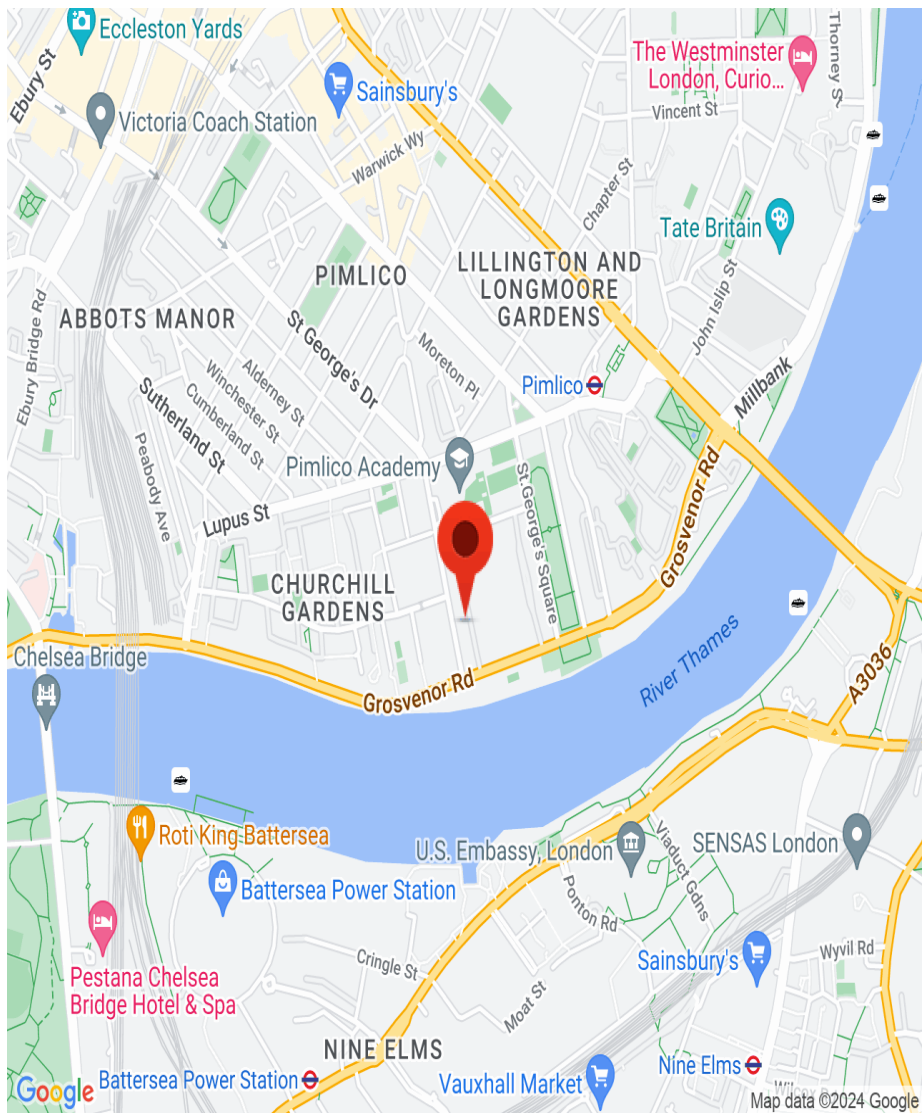 Eccleston Yards
Ebury St
Victoria Coach Station
Sainsbury's
The Westminster
London, Curio...
Thorney St
Vincent St
Warwick Wy
Chapter St
Tate Britain
PIMLICO
LILLINGTON AND
LONGMOORE
GARDENS
John Islip St
ABBOTS MANOR
Ebury Bridge Rd
St George's Dr
Moreton Pl
Alderney St
Winchester St
Cumberland St
Sutherland St
Pimlico
Millbank
Peabody Ave
Pimlico Academy
St.George's Square
Grosvenor Rd
Lupus St
CHURCHILL
GARDENS
Chelsea Bridge
Grosvenor Rd
River Thames
A3036
Roti King Battersea
U.S. Embassy, London
Viaduct Gdns
SENSAS London
Battersea Power Station
Ponton Rd
Pestana Chelsea
Bridge Hotel & Spa
Cringle St
Moat St
Sainsbury's
Wyvil Rd
NINE ELMS
Nine Elms
Google
Battersea Power Station
Vauxhall Market
Map data ©2024 Google